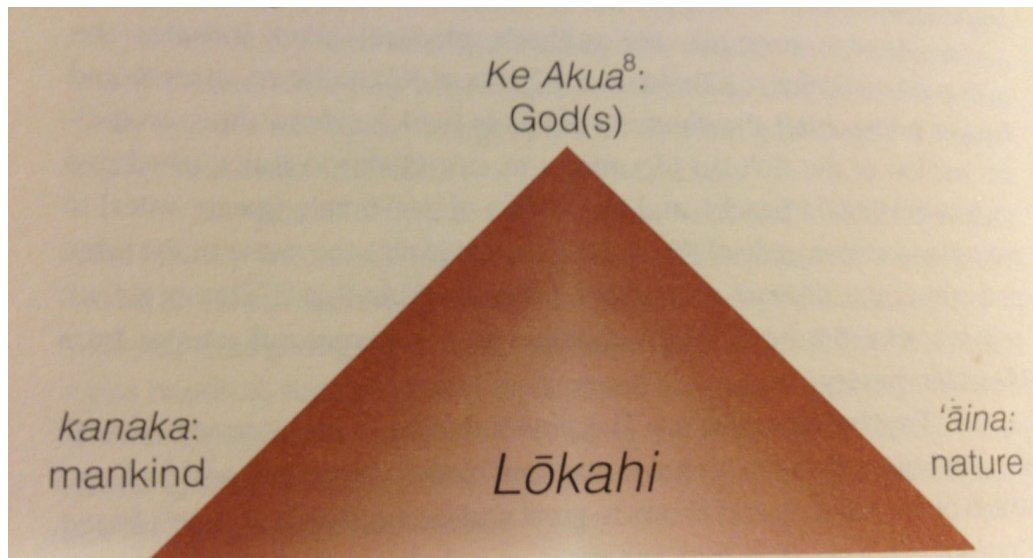 Ke Akua⁸:
God(s)
kanaka:
mankind
Lōkahi
ʻāina:
nature